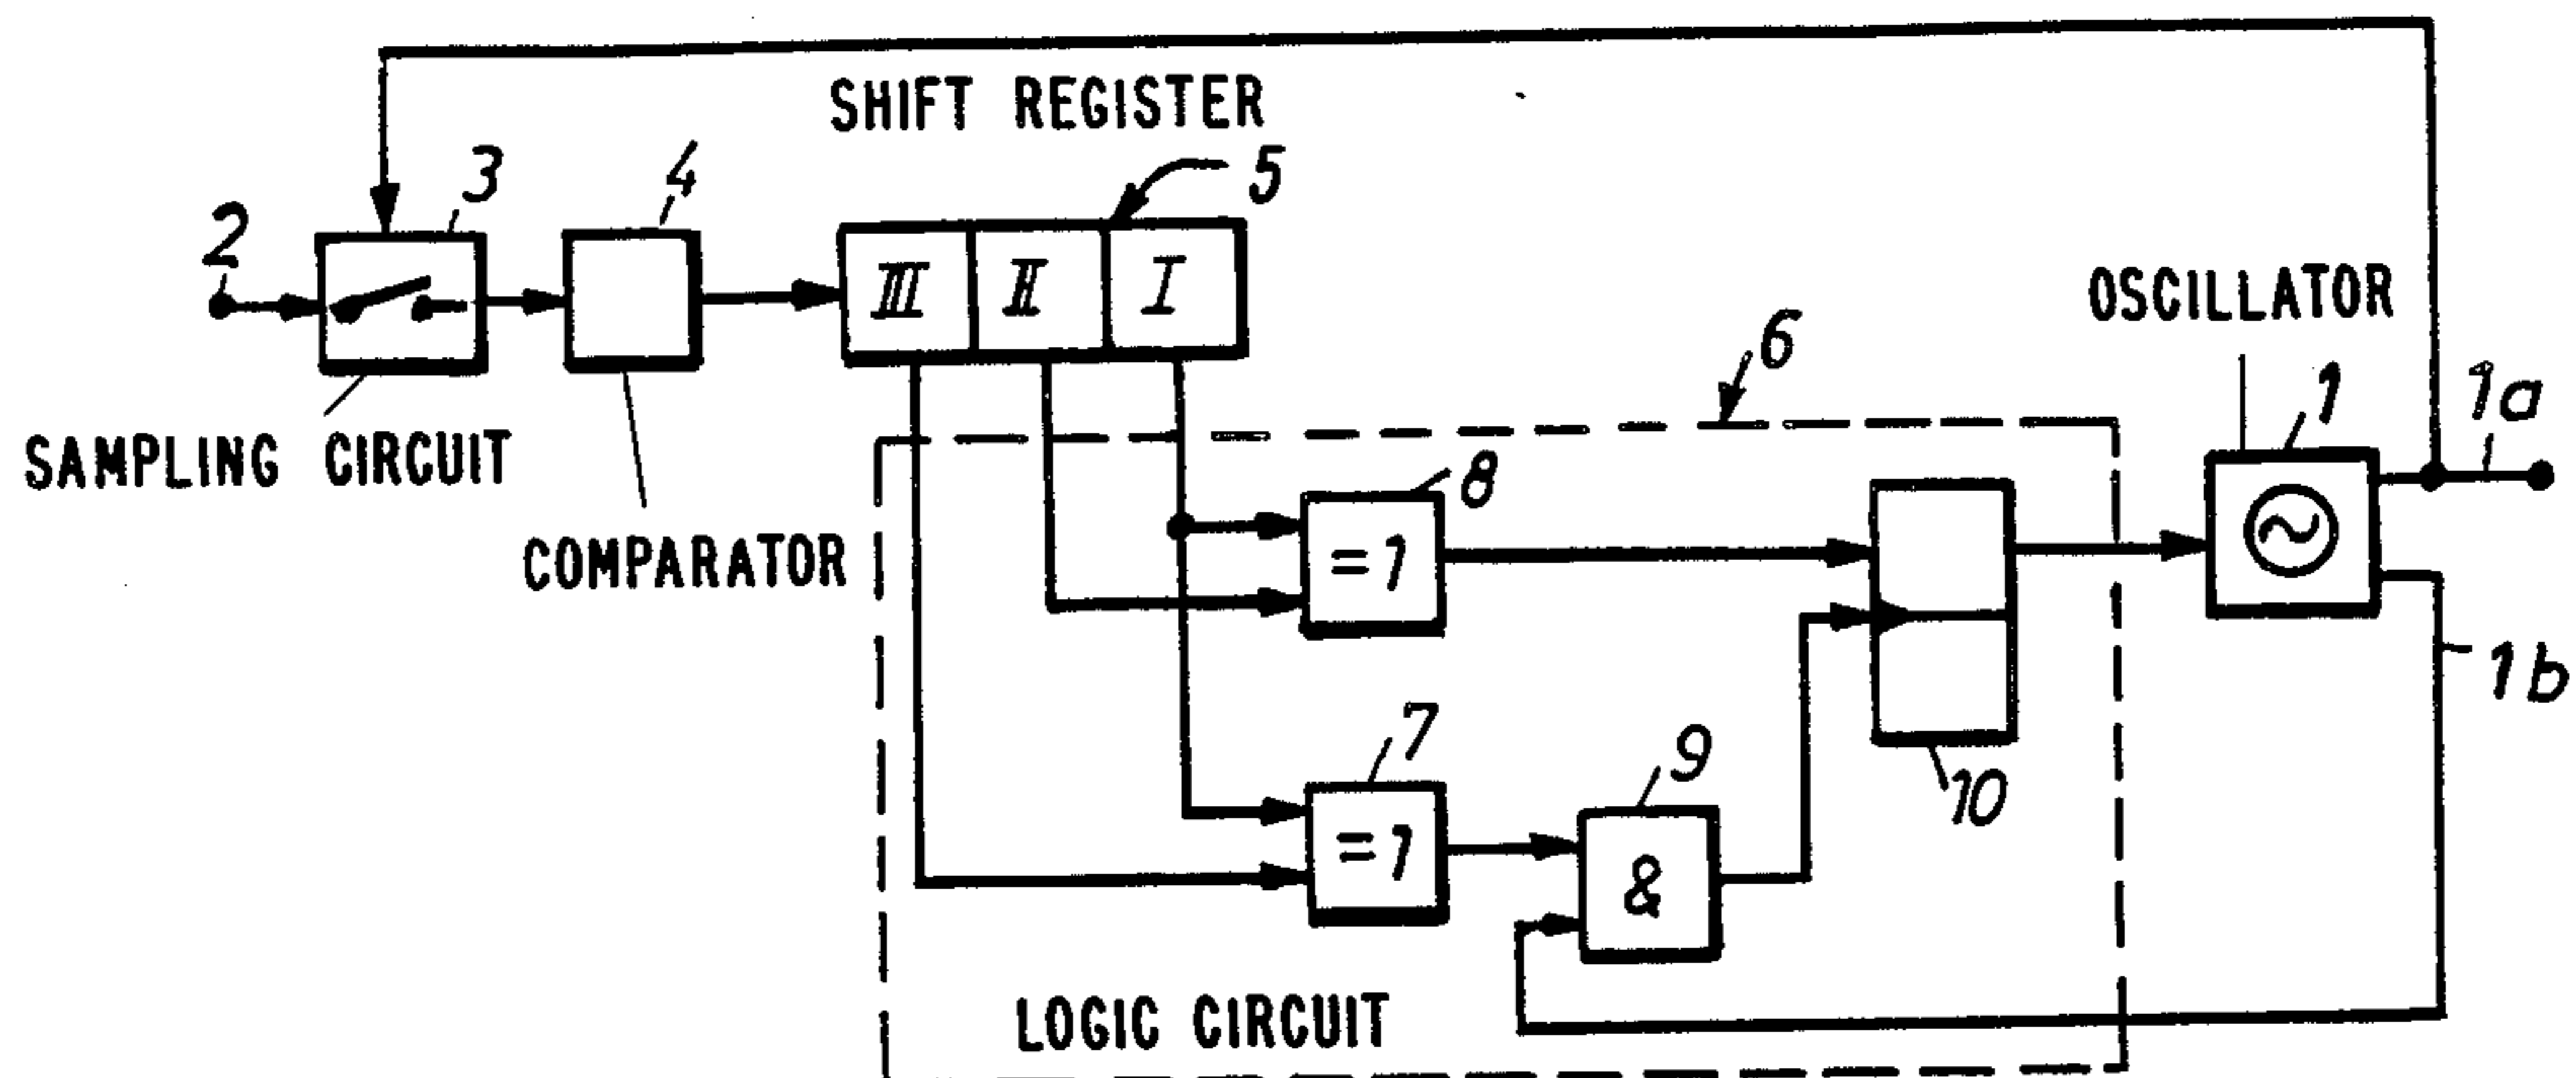 SHIFT REGISTER
5
3
4
2
III II I
OSCILLATOR
6
1
1a
SAMPLING CIRCUIT
8
COMPARATOR
=1
1b
7
9
10
=1
&
LOGIC CIRCUIT